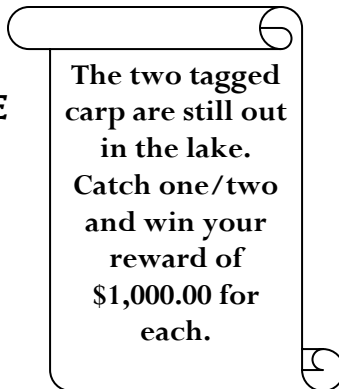 E
The two tagged
carp are still out
in the lake.
Catch one/two
and win your
reward of
$1,000.00 for
each.